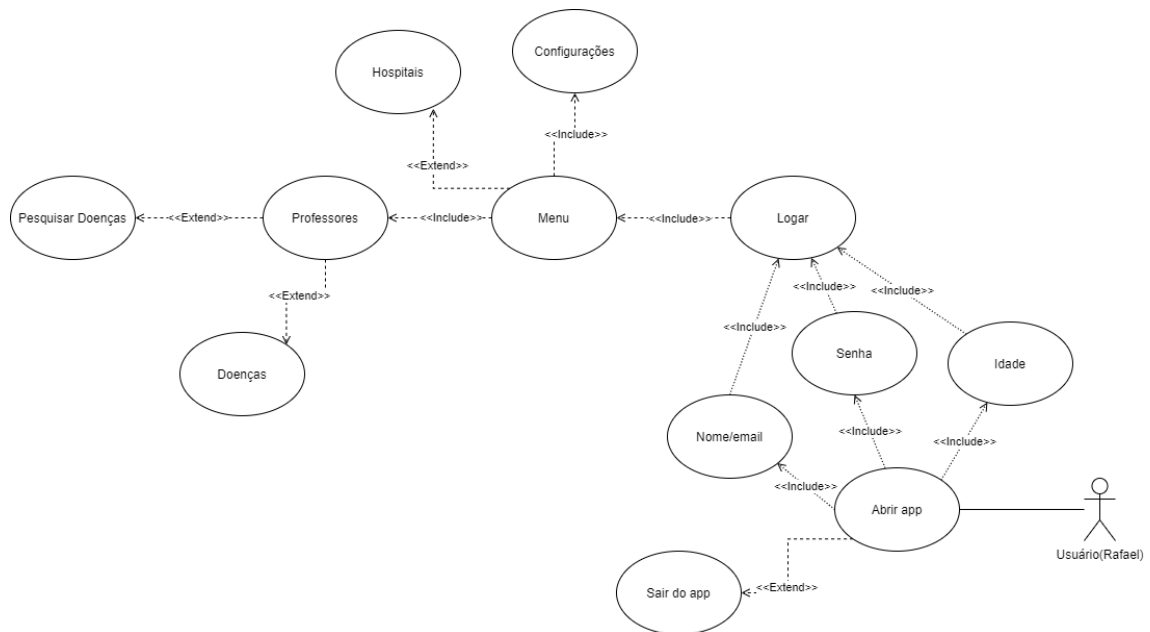 Configurações
Hospitais
<<Include>>
<<Extend>>
Pesquisar Doenças
<<Extend>>
Professores
<<Include>>
Menu
<<Include>>
Logar
<<Extend>>
<<Include>>
<<Include>>
<<Include>>
Doenças
Senha
Idade
Nome/email
<<Include>>
<<Include>>
<<Include>>
Abrir app
Usuário(Rafael)
Sair do app
<<Extend>>